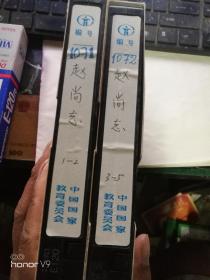 编号
1071
赵尚志
1-2
中国国家
教育委员会
编号
1072
赵尚志
3-5
中国国家
教育委员会
E-120
honor 9